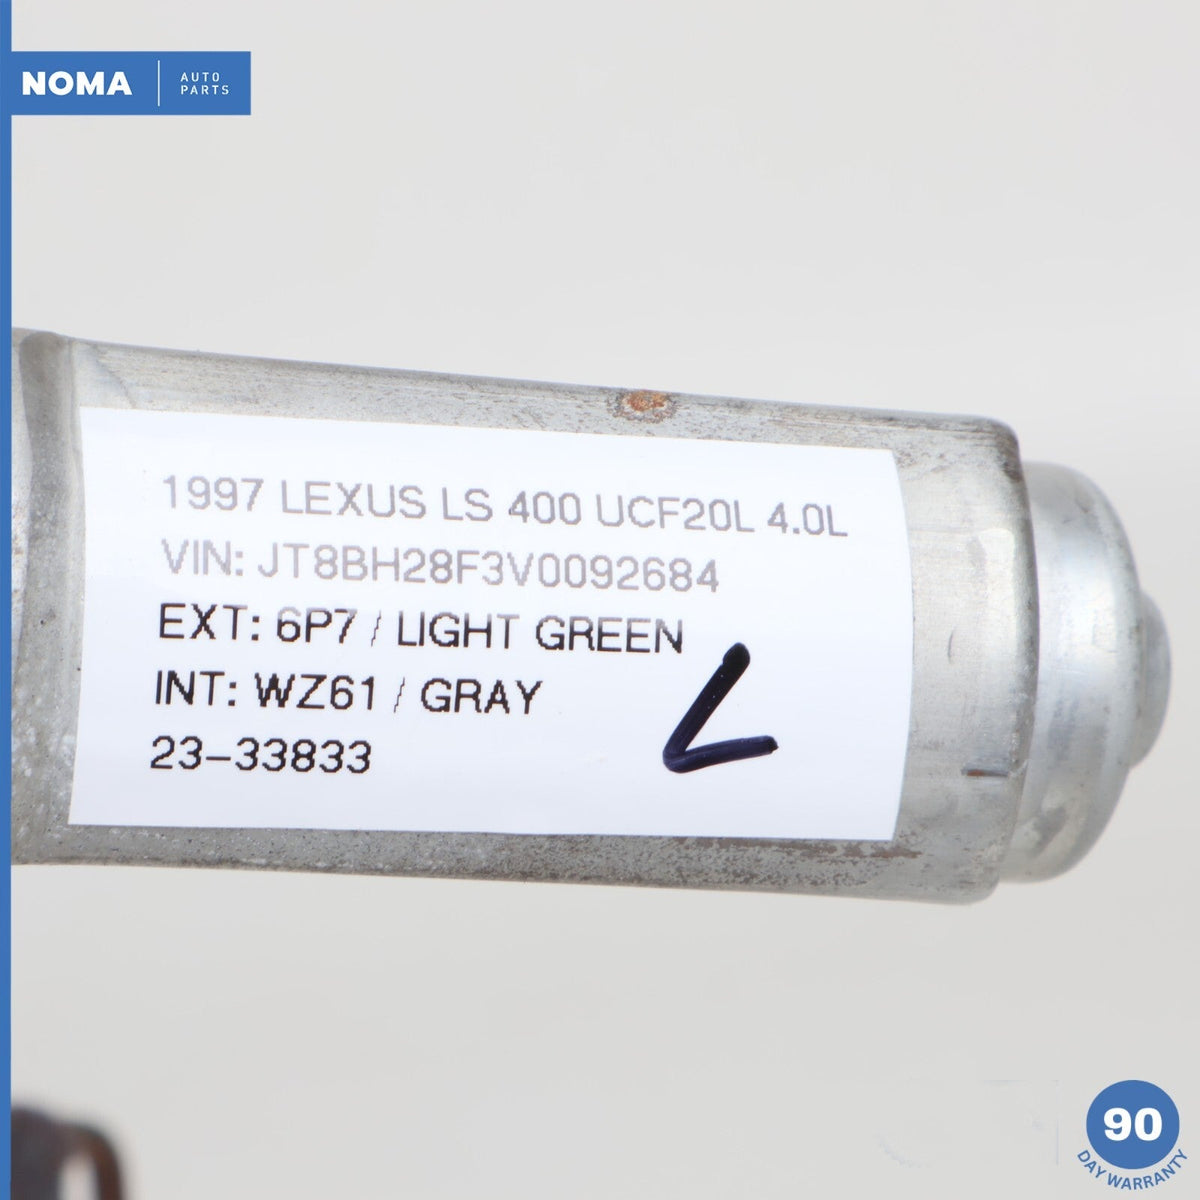 NOMA
AUTO
PARTS
1997 LEXUS LS 400 UCF20L 4.0L
VIN: JT8BH28F3V0092684
EXT: 6P7 / LIGHT GREEN
INT: WZ61 / GRAY
23-33833
L
90
DAY WARRANTY